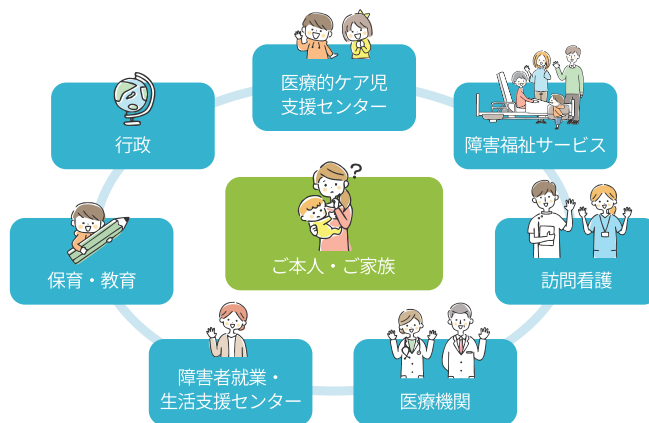 医療的ケア児
支援センター
行政
障害福祉サービス
?
ご本人・ご家族
保育・教育
訪問看護
障害者就業・
生活支援センター
医療機関